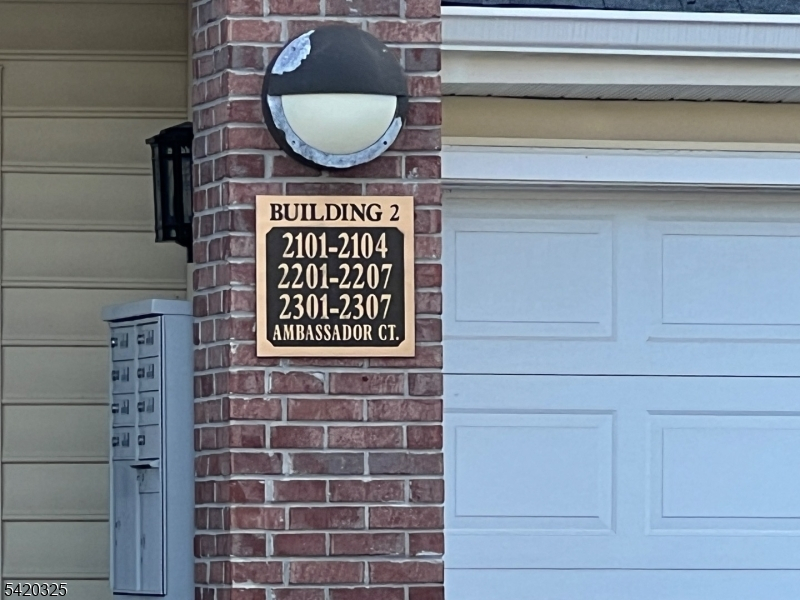 BUILDING 2
2101-2104
2201-2207
2301-2307
AMBASSADOR CT.
5420325